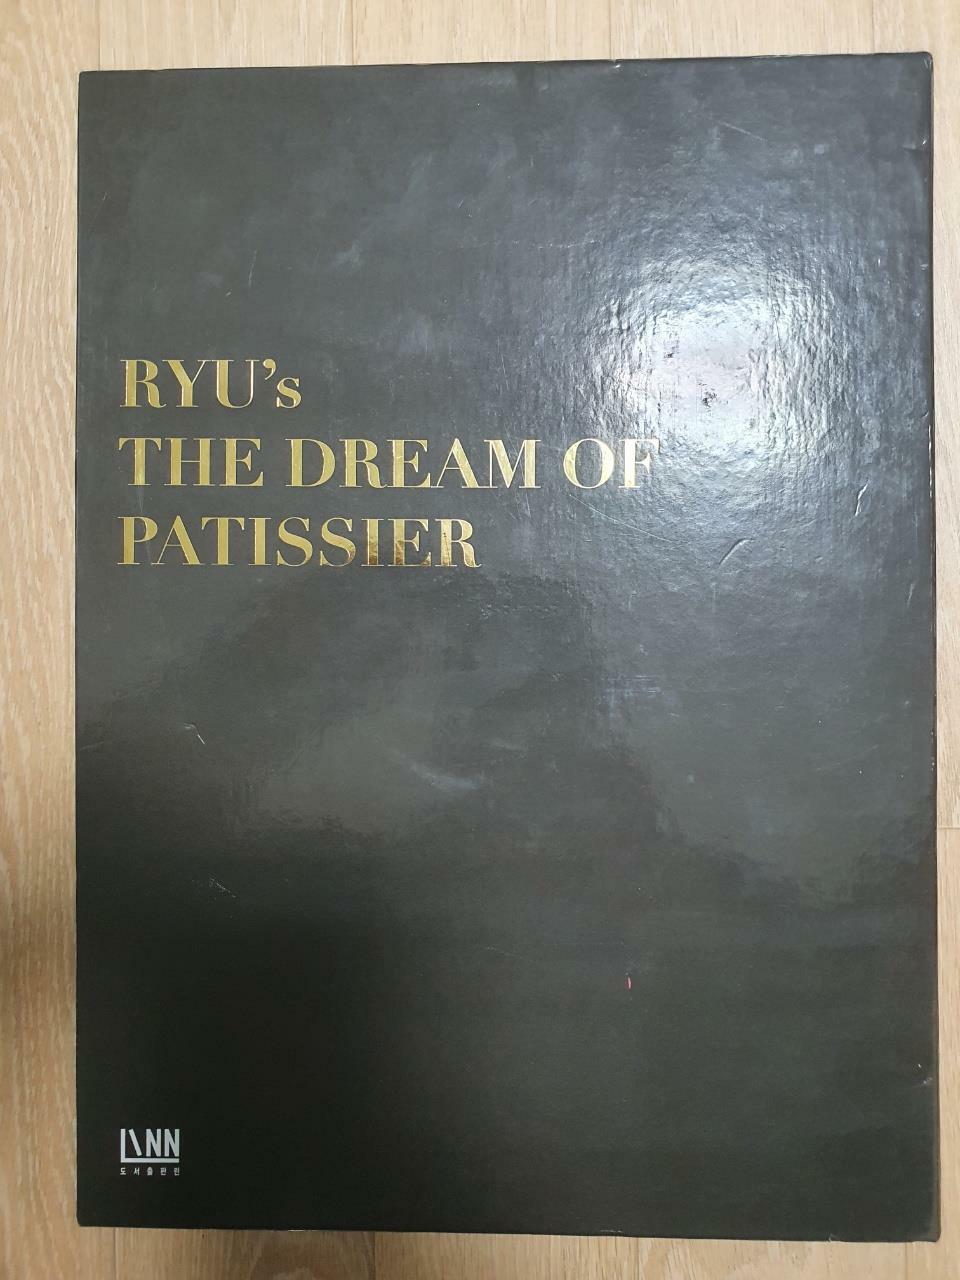 RYU's
THE DREAM OF
PATISSIER
LINN
도서출판린